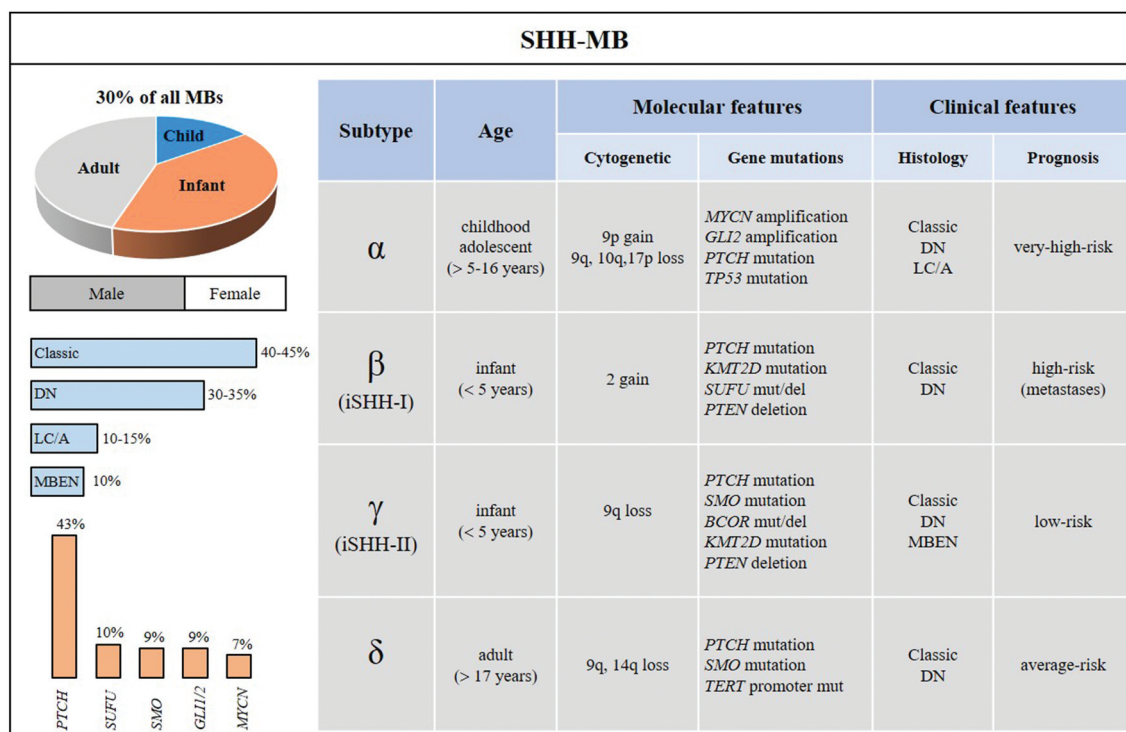 SHH-MB
30% of all MBs
Child
Adult
Infant
Male
Female
Classic
40-45%
DN
30-35%
LC/A
10-15%
MBEN
10%
43%
10%
9%
9%
7%
PTCH
SUFU
SMO
GLI1/2
MYCN
Subtype
Age
Molecular features
Clinical features
Cytogenetic
Gene mutations
Histology
Prognosis
α
childhood
adolescent
(> 5-16 years)
9p gain
9q, 10q,17p loss
MYCN amplification
GLI2 amplification
PTCH mutation
TP53 mutation
Classic
DN
LC/A
very-high-risk
β
(iSHH-I)
infant
(< 5 years)
2 gain
PTCH mutation
KMT2D mutation
SUFU mut/del
PTEN deletion
Classic
DN
high-risk
(metastases)
γ
(iSHH-II)
infant
(< 5 years)
9q loss
PTCH mutation
SMO mutation
BCOR mut/del
KMT2D mutation
PTEN deletion
Classic
DN
MBEN
low-risk
δ
adult
(> 17 years)
9q, 14q loss
PTCH mutation
SMO mutation
TERT promoter mut
Classic
DN
average-risk